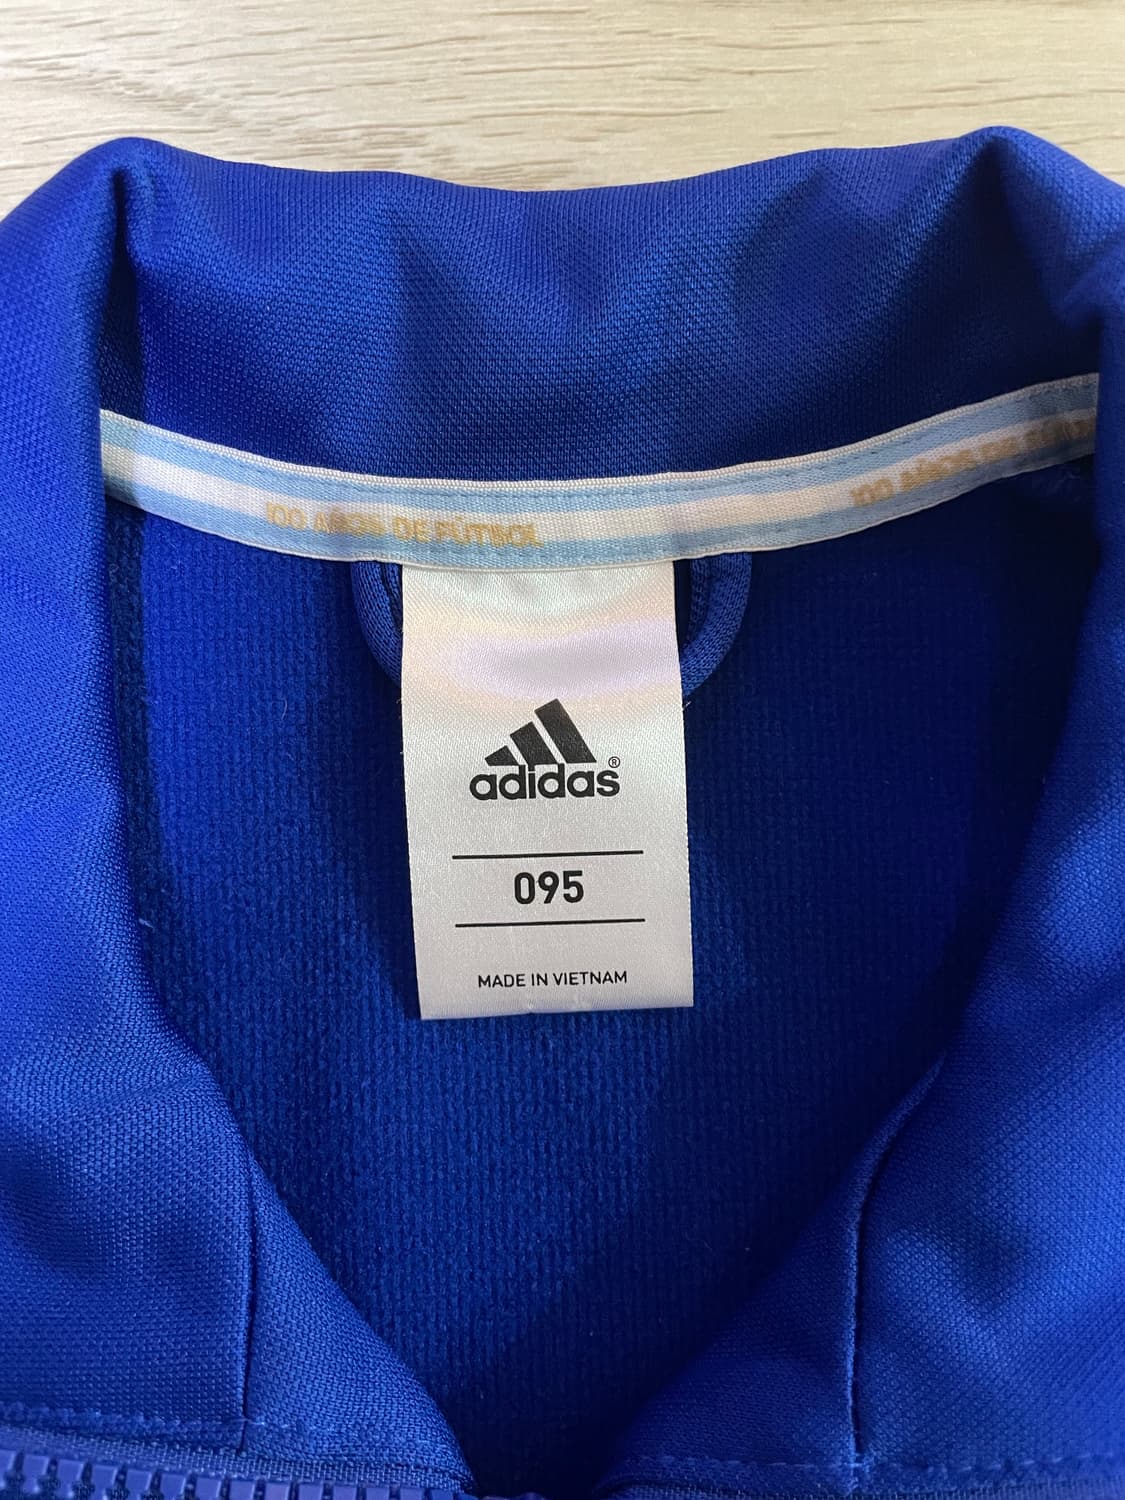 100 AÑOS DE FÚTBOL
100 AÑOS DE FÚTBOL
adidas®
095
MADE IN VIETNAM